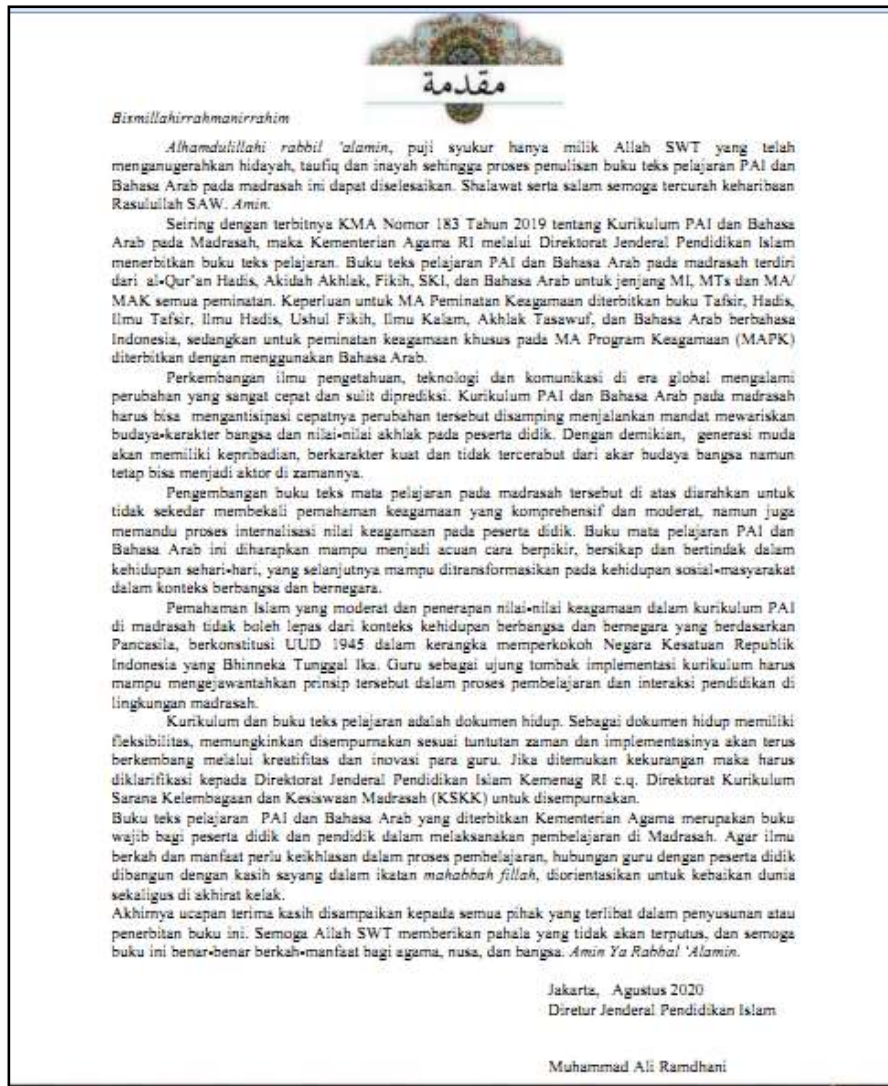 مقدمة
Bismillahirrahmanirrahim
Alhamdulillahi rabbil ‘alamin, puji syukur hanya milik Allah SWT yang telah
menganugerahkan hidayah, taufiq dan inayah sehingga proses penulisan buku teks pelajaran PAI dan
Bahasa Arab pada madrasah ini dapat diselesaikan. Shalawat serta salam semoga tercurah keharibaan
Rasulullah SAW. Amin.
Seiring dengan terbitnya KMA Nomor 183 Tahun 2019 tentang Kurikulum PAI dan Bahasa
Arab pada Madrasah, maka Kementerian Agama RI melalui Direktorat Jenderal Pendidikan Islam
menerbitkan buku teks pelajaran. Buku teks pelajaran PAI dan Bahasa Arab pada madrasah terdiri
dari al-Qur’an Hadis, Akidah Akhlak, Fikih, SKI, dan Bahasa Arab untuk jenjang MI, MTs dan MA/
MAK semua peminatan. Keperluan untuk MA Peminatan Keagamaan diterbitkan buku Tafsir, Hadis,
Ilmu Tafsir, Ilmu Hadis, Ushul Fikih, Ilmu Kalam, Akhlak Tasawuf, dan Bahasa Arab berbahasa
Indonesia, sedangkan untuk peminatan keagamaan khusus pada MA Program Keagamaan (MAPK)
diterbitkan dengan menggunakan Bahasa Arab.
Perkembangan ilmu pengetahuan, teknologi dan komunikasi di era global mengalami
perubahan yang sangat cepat dan sulit diprediksi. Kurikulum PAI dan Bahasa Arab pada madrasah
harus bisa mengantisipasi cepatnya perubahan tersebut disamping menjalankan mandat mewariskan
budaya-karakter bangsa dan nilai-nilai akhlak pada peserta didik. Dengan demikian, generasi muda
akan memiliki kepribadian, berkarakter kuat dan tidak tercerabut dari akar budaya bangsa namun
tetap bisa menjadi aktor di zamannya.
Pengembangan buku teks mata pelajaran pada madrasah tersebut di atas diarahkan untuk
tidak sekedar membekali pemahaman keagamaan yang komprehensif dan moderat, namun juga
memandu proses internalisasi nilai keagamaan pada peserta didik. Buku mata pelajaran PAI dan
Bahasa Arab ini diharapkan mampu menjadi acuan cara berpikir, bersikap dan bertindak dalam
kehidupan sehari-hari, yang selanjutnya mampu ditransformasikan pada kehidupan sosial-masyarakat
dalam konteks berbangsa dan bernegara.
Pemahaman Islam yang moderat dan penerapan nilai-nilai keagamaan dalam kurikulum PAI
di madrasah tidak boleh lepas dari konteks kehidupan berbangsa dan bernegara yang berdasarkan
Pancasila, berkonstitusi UUD 1945 dalam kerangka memperkokoh Negara Kesatuan Republik
Indonesia yang Bhinneka Tunggal Ika. Guru sebagai ujung tombak implementasi kurikulum harus
mampu mengejawantahkan prinsip tersebut dalam proses pembelajaran dan interaksi pendidikan di
lingkungan madrasah.
Kurikulum dan buku teks pelajaran adalah dokumen hidup. Sebagai dokumen hidup memiliki
fleksibilitas, memungkinkan disempurnakan sesuai tuntutan zaman dan implementasinya akan terus
berkembang melalui kreatifitas dan inovasi para guru. Jika ditemukan kekurangan maka harus
diklarifikasi kepada Direktorat Jenderal Pendidikan Islam Kemenag RI c.q. Direktorat Kurikulum
Sarana Kelembagaan dan Kesiswaan Madrasah (KSKK) untuk disempurnakan.
Buku teks pelajaran PAI dan Bahasa Arab yang diterbitkan Kementerian Agama merupakan buku
wajib bagi peserta didik dan pendidik dalam melaksanakan pembelajaran di Madrasah. Agar ilmu
berkah dan manfaat perlu keikhlasan dalam proses pembelajaran, hubungan guru dengan peserta didik
dibangun dengan kasih sayang dalam ikatan mahabbah fillah, diorientasikan untuk kebaikan dunia
sekaligus di akhirat kelak.
Akhirnya ucapan terima kasih disampaikan kepada semua pihak yang terlibat dalam penyusunan atau
penerbitan buku ini. Semoga Allah SWT memberikan pahala yang tidak akan terputus, dan semoga
buku ini benar-benar berkah-manfaat bagi agama, nusa, dan bangsa. Amin Ya Rabbal ‘Alamin.
Jakarta, Agustus 2020
Diretur Jenderal Pendidikan Islam
Muhammad Ali Ramdhani